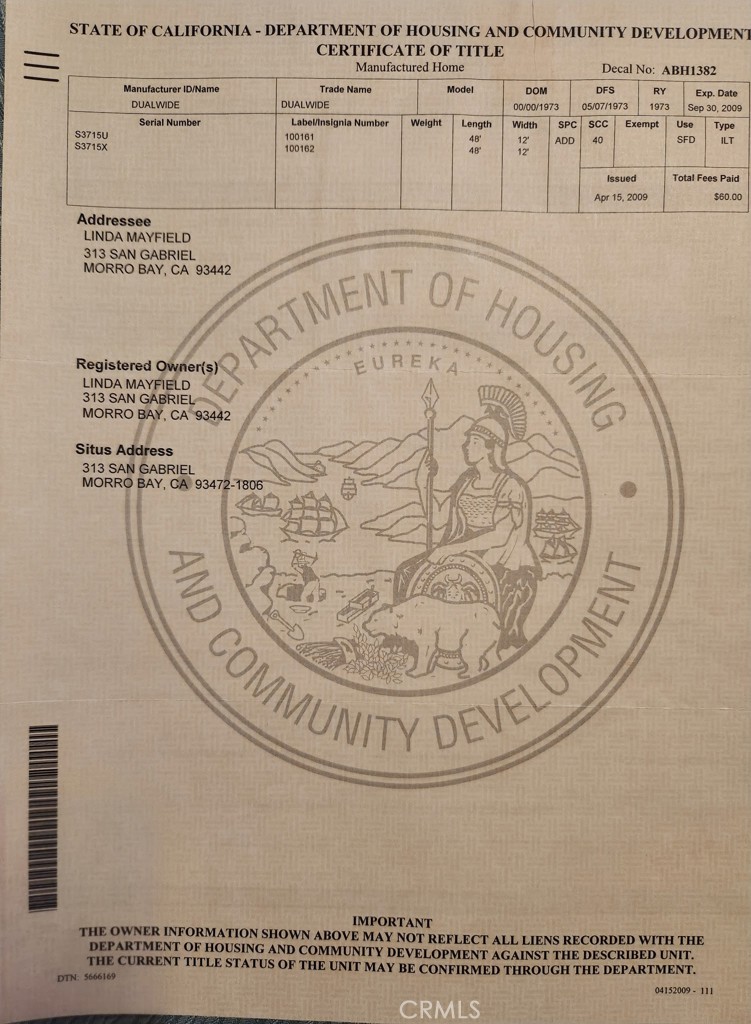 STATE OF CALIFORNIA - DEPARTMENT OF HOUSING AND COMMUNITY DEVELOPMENT
CERTIFICATE OF TITLE
Manufactured Home
Decal No: ABH1382
Manufacturer ID/Name Trade Name Model DOM DFS RY Exp. Date
DUALWIDE DUALWIDE 00/00/1973 05/07/1973 1973 Sep 30, 2009
Serial Number Label/Insignia Number Weight Length Width SPC SCC Exempt Use Type
S3715U 100161 48' 12' ADD 40 SFD ILT
S3715X 100162 48' 12'
Issued Total Fees Paid
Apr 15, 2009 $60.00
Addressee
LINDA MAYFIELD
313 SAN GABRIEL
MORRO BAY, CA 93442
Registered Owner(s)
LINDA MAYFIELD
313 SAN GABRIEL
MORRO BAY, CA 93442
Situs Address
313 SAN GABRIEL
MORRO BAY, CA 93472-1806
DEPARTMENT OF HOUSING
EUREKA
AND COMMUNITY DEVELOPMENT
IMPORTANT
THE OWNER INFORMATION SHOWN ABOVE MAY NOT REFLECT ALL LIENS RECORDED WITH THE
DEPARTMENT OF HOUSING AND COMMUNITY DEVELOPMENT AGAINST THE DESCRIBED UNIT.
THE CURRENT TITLE STATUS OF THE UNIT MAY BE CONFIRMED THROUGH THE DEPARTMENT.
DTN: 5666169
04152009 - 111
CRMLS